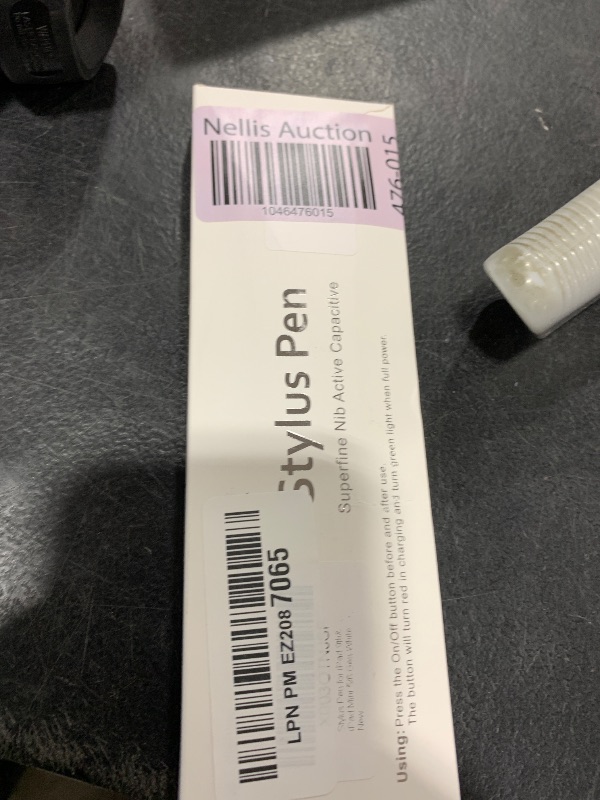 Nellis Auction
1046476015
476-015
Stylus Pen
Superfine Nib Active Capacitive
Using: Press the On/Off button before and after use.
The button will turn red in charging and turn green light when full power.
LPN PM EZ208 7065
New